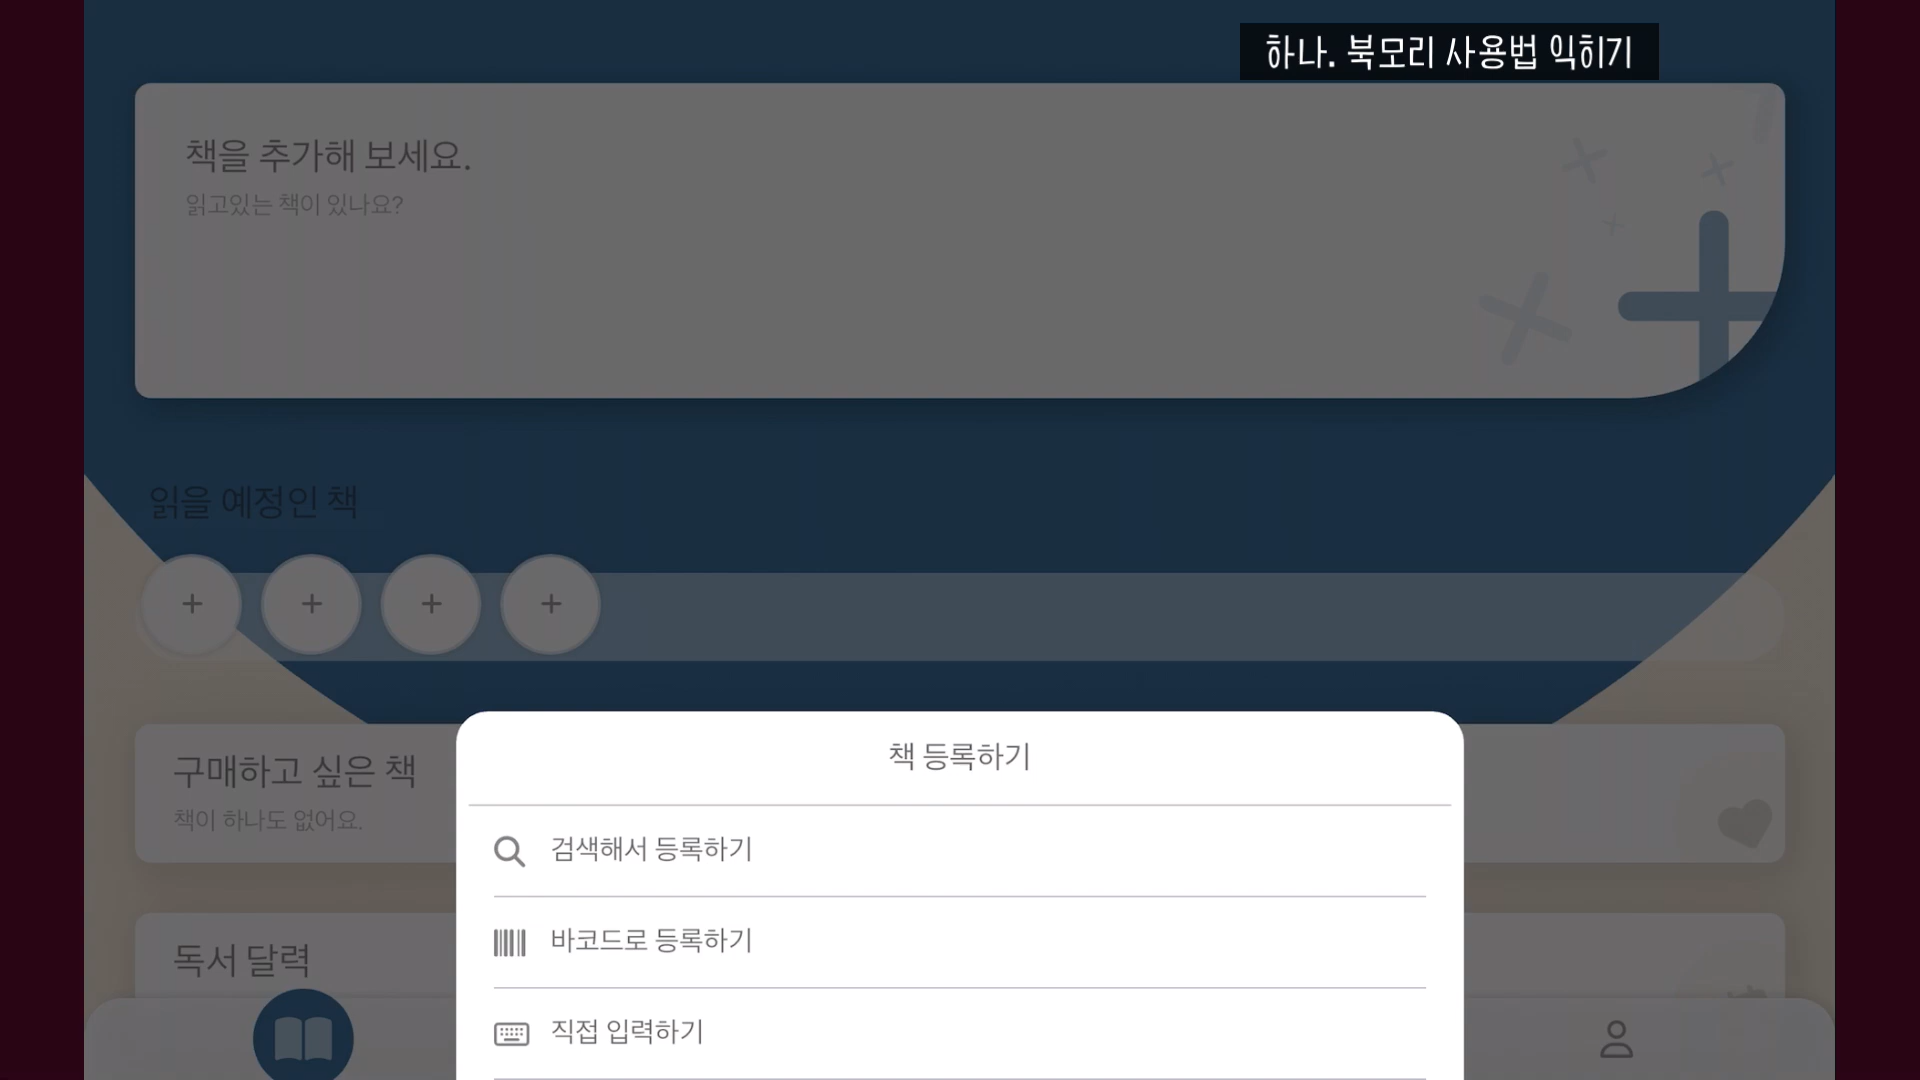 하나. 북모리 사용법 익히기
책을 추가해 보세요.
읽고있는 책이 있나요?
읽을 예정인 책
구매하고 싶은 책
책이 하나도 없어요.
독서 달력
책 등록하기
검색해서 등록하기
바코드로 등록하기
직접 입력하기